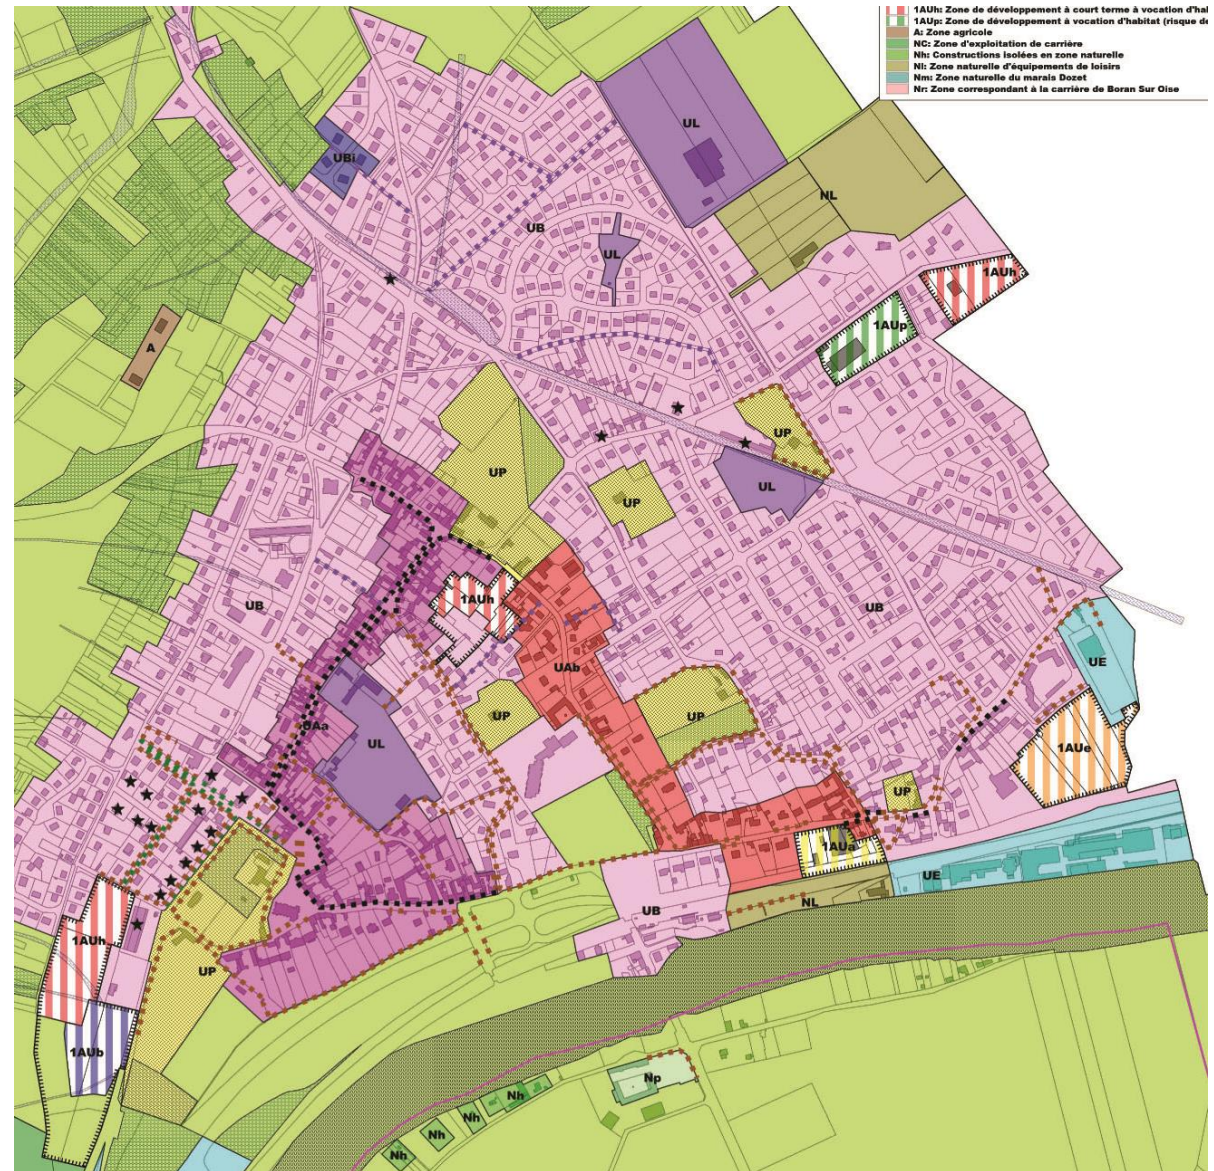 1AUh: Zone de développement à court terme à vocation d'hal
1AUp: Zone de développement à vocation d'habitat (risque de
A: Zone agricole
NC: Zone d'exploitation de carrière
Nh: Constructions isolées en zone naturelle
Nl: Zone naturelle d'équipements de loisirs
Nm: Zone naturelle du marais Dozet
Nr: Zone correspondant à la carrière de Boran Sur Oise
UL
UBi
NL
UB
UL
1AUh
1AUp
A
UP
UP
UP
UL
1AUh
UB
UB
UAb
UE
UP
UP
UAa
UL
1AUe
UP
1AUa
UE
NL
UB
1AUh
UP
1AUb
Np
Nh
Nh
Nh
Nh